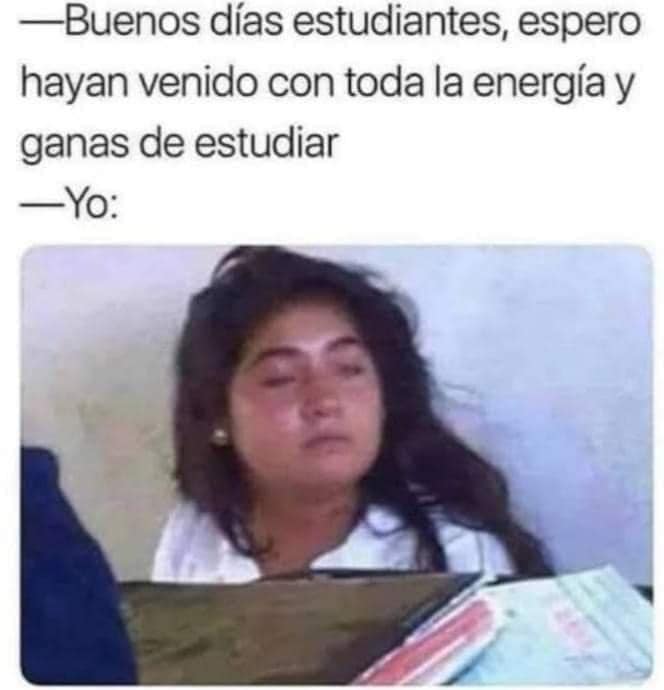 —Buenos días estudiantes, espero
hayan venido con toda la energía y
ganas de estudiar
—Yo: